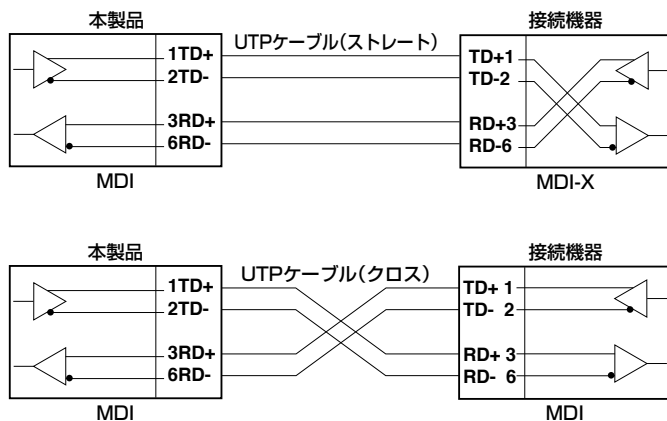 本製品
UTPケーブル(ストレート)
接続機器
1TD+
2TD-
3RD+
6RD-
TD+1
TD-2
RD+3
RD-6
MDI
MDI-X
本製品
UTPケーブル(クロス)
接続機器
1TD+
2TD-
3RD+
6RD-
TD+ 1
TD- 2
RD+ 3
RD- 6
MDI
MDI